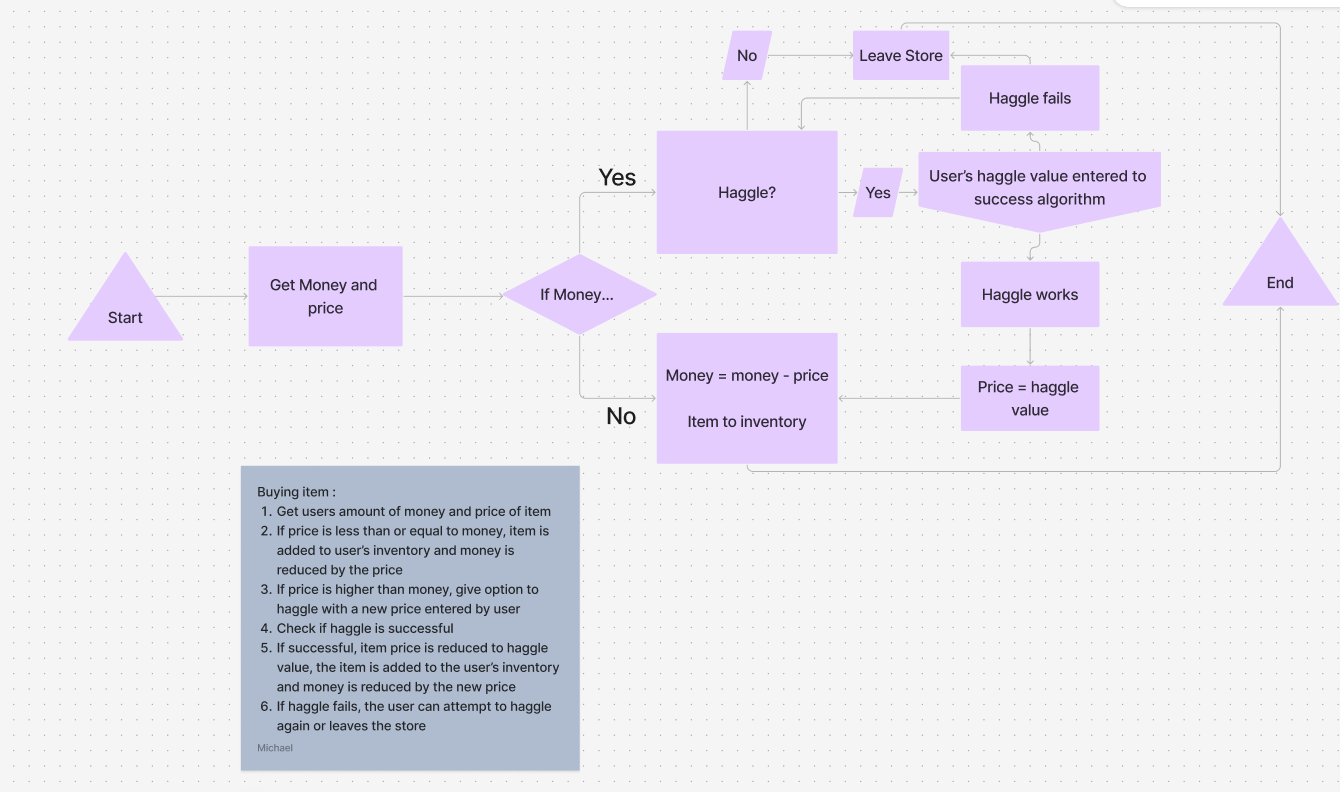 No
Leave Store
Haggle fails
Yes
Haggle?
Yes
User's haggle value entered to
success algorithm
Start
Get Money and
price
If Money...
Haggle works
End
No
Money = money - price
Item to inventory
Price = haggle
value
Buying item :
1. Get users amount of money and price of item
2. If price is less than or equal to money, item is
added to user's inventory and money is
reduced by the price
3. If price is higher than money, give option to
haggle with a new price entered by user
4. Check if haggle is successful
5. If successful, item price is reduced to haggle
value, the item is added to the user's inventory
and money is reduced by the new price
6. If haggle fails, the user can attempt to haggle
again or leaves the store
Michael